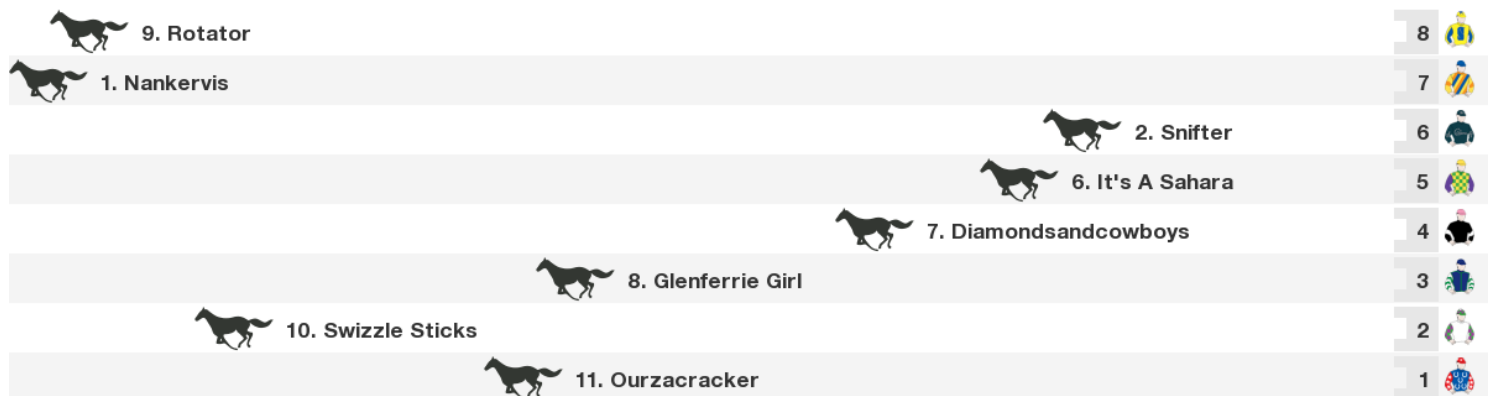 9. Rotator 8
1. Nankervis 7
2. Snifter 6
6. It's A Sahara 5
7. Diamondsandcowboys 4
8. Glenferrie Girl 3
10. Swizzle Sticks 2
11. Ourzacracker 1